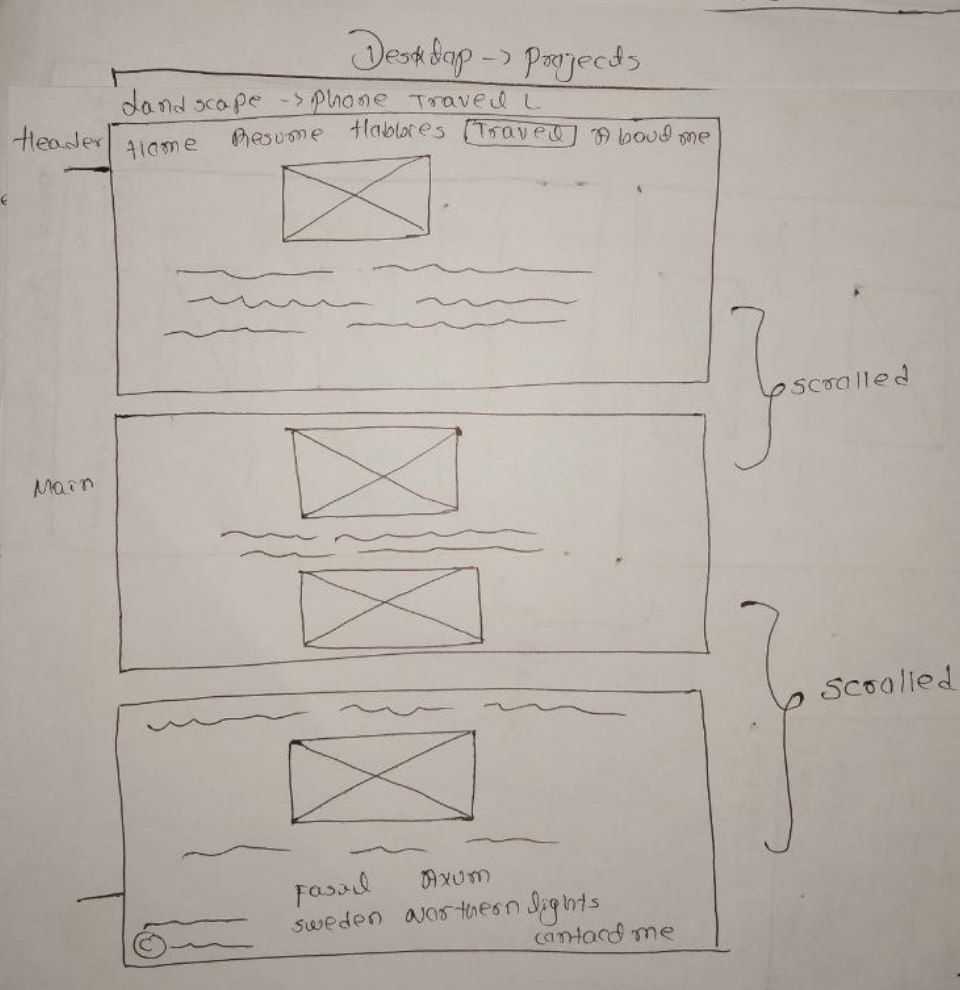 Desktop -> Projects
Landscape -> Phone Travel L
Header
Home Resume Hablores Travel About me
scrolled
Main
scrolled
Fasil Axum
sweden Northern lights
contact me
©